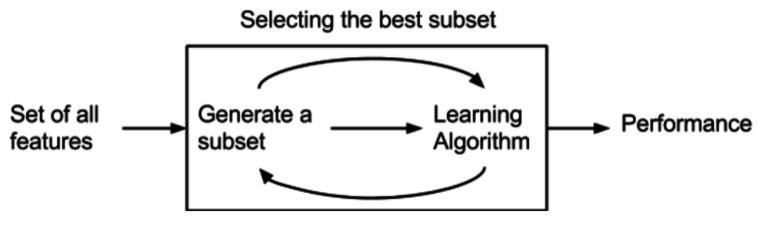 Selecting the best subset
Set of all
features
Generate a
subset
Learning
Algorithm
Performance